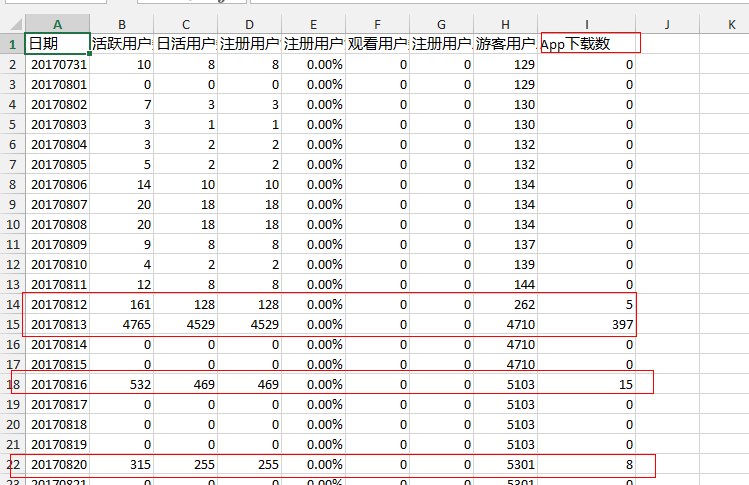 A B C D E F G H I J K
1 日期 活跃用户 日活用户 注册用户 注册用户 观看用户 注册用户 游客用户 App下载数
2 20170731 10 8 8 0.00% 0 0 129 0
3 20170801 0 0 0 0.00% 0 0 129 0
4 20170802 7 3 3 0.00% 0 0 130 0
5 20170803 3 1 1 0.00% 0 0 130 0
6 20170804 3 2 2 0.00% 0 0 132 0
7 20170805 5 2 2 0.00% 0 0 132 0
8 20170806 14 10 10 0.00% 0 0 134 0
9 20170807 20 18 18 0.00% 0 0 134 0
10 20170808 20 18 18 0.00% 0 0 134 0
11 20170809 9 8 8 0.00% 0 0 137 0
12 20170810 4 2 2 0.00% 0 0 139 0
13 20170811 12 8 8 0.00% 0 0 144 0
14 20170812 161 128 128 0.00% 0 0 262 5
15 20170813 4765 4529 4529 0.00% 0 0 4710 397
16 20170814 0 0 0 0.00% 0 0 4710 0
17 20170815 0 0 0 0.00% 0 0 4710 0
18 20170816 532 469 469 0.00% 0 0 5103 15
19 20170817 0 0 0 0.00% 0 0 5103 0
20 20170818 0 0 0 0.00% 0 0 5103 0
21 20170819 0 0 0 0.00% 0 0 5103 0
22 20170820 315 255 255 0.00% 0 0 5301 8
23 20170821 0 0 0 0.00% 0 0 5301 0